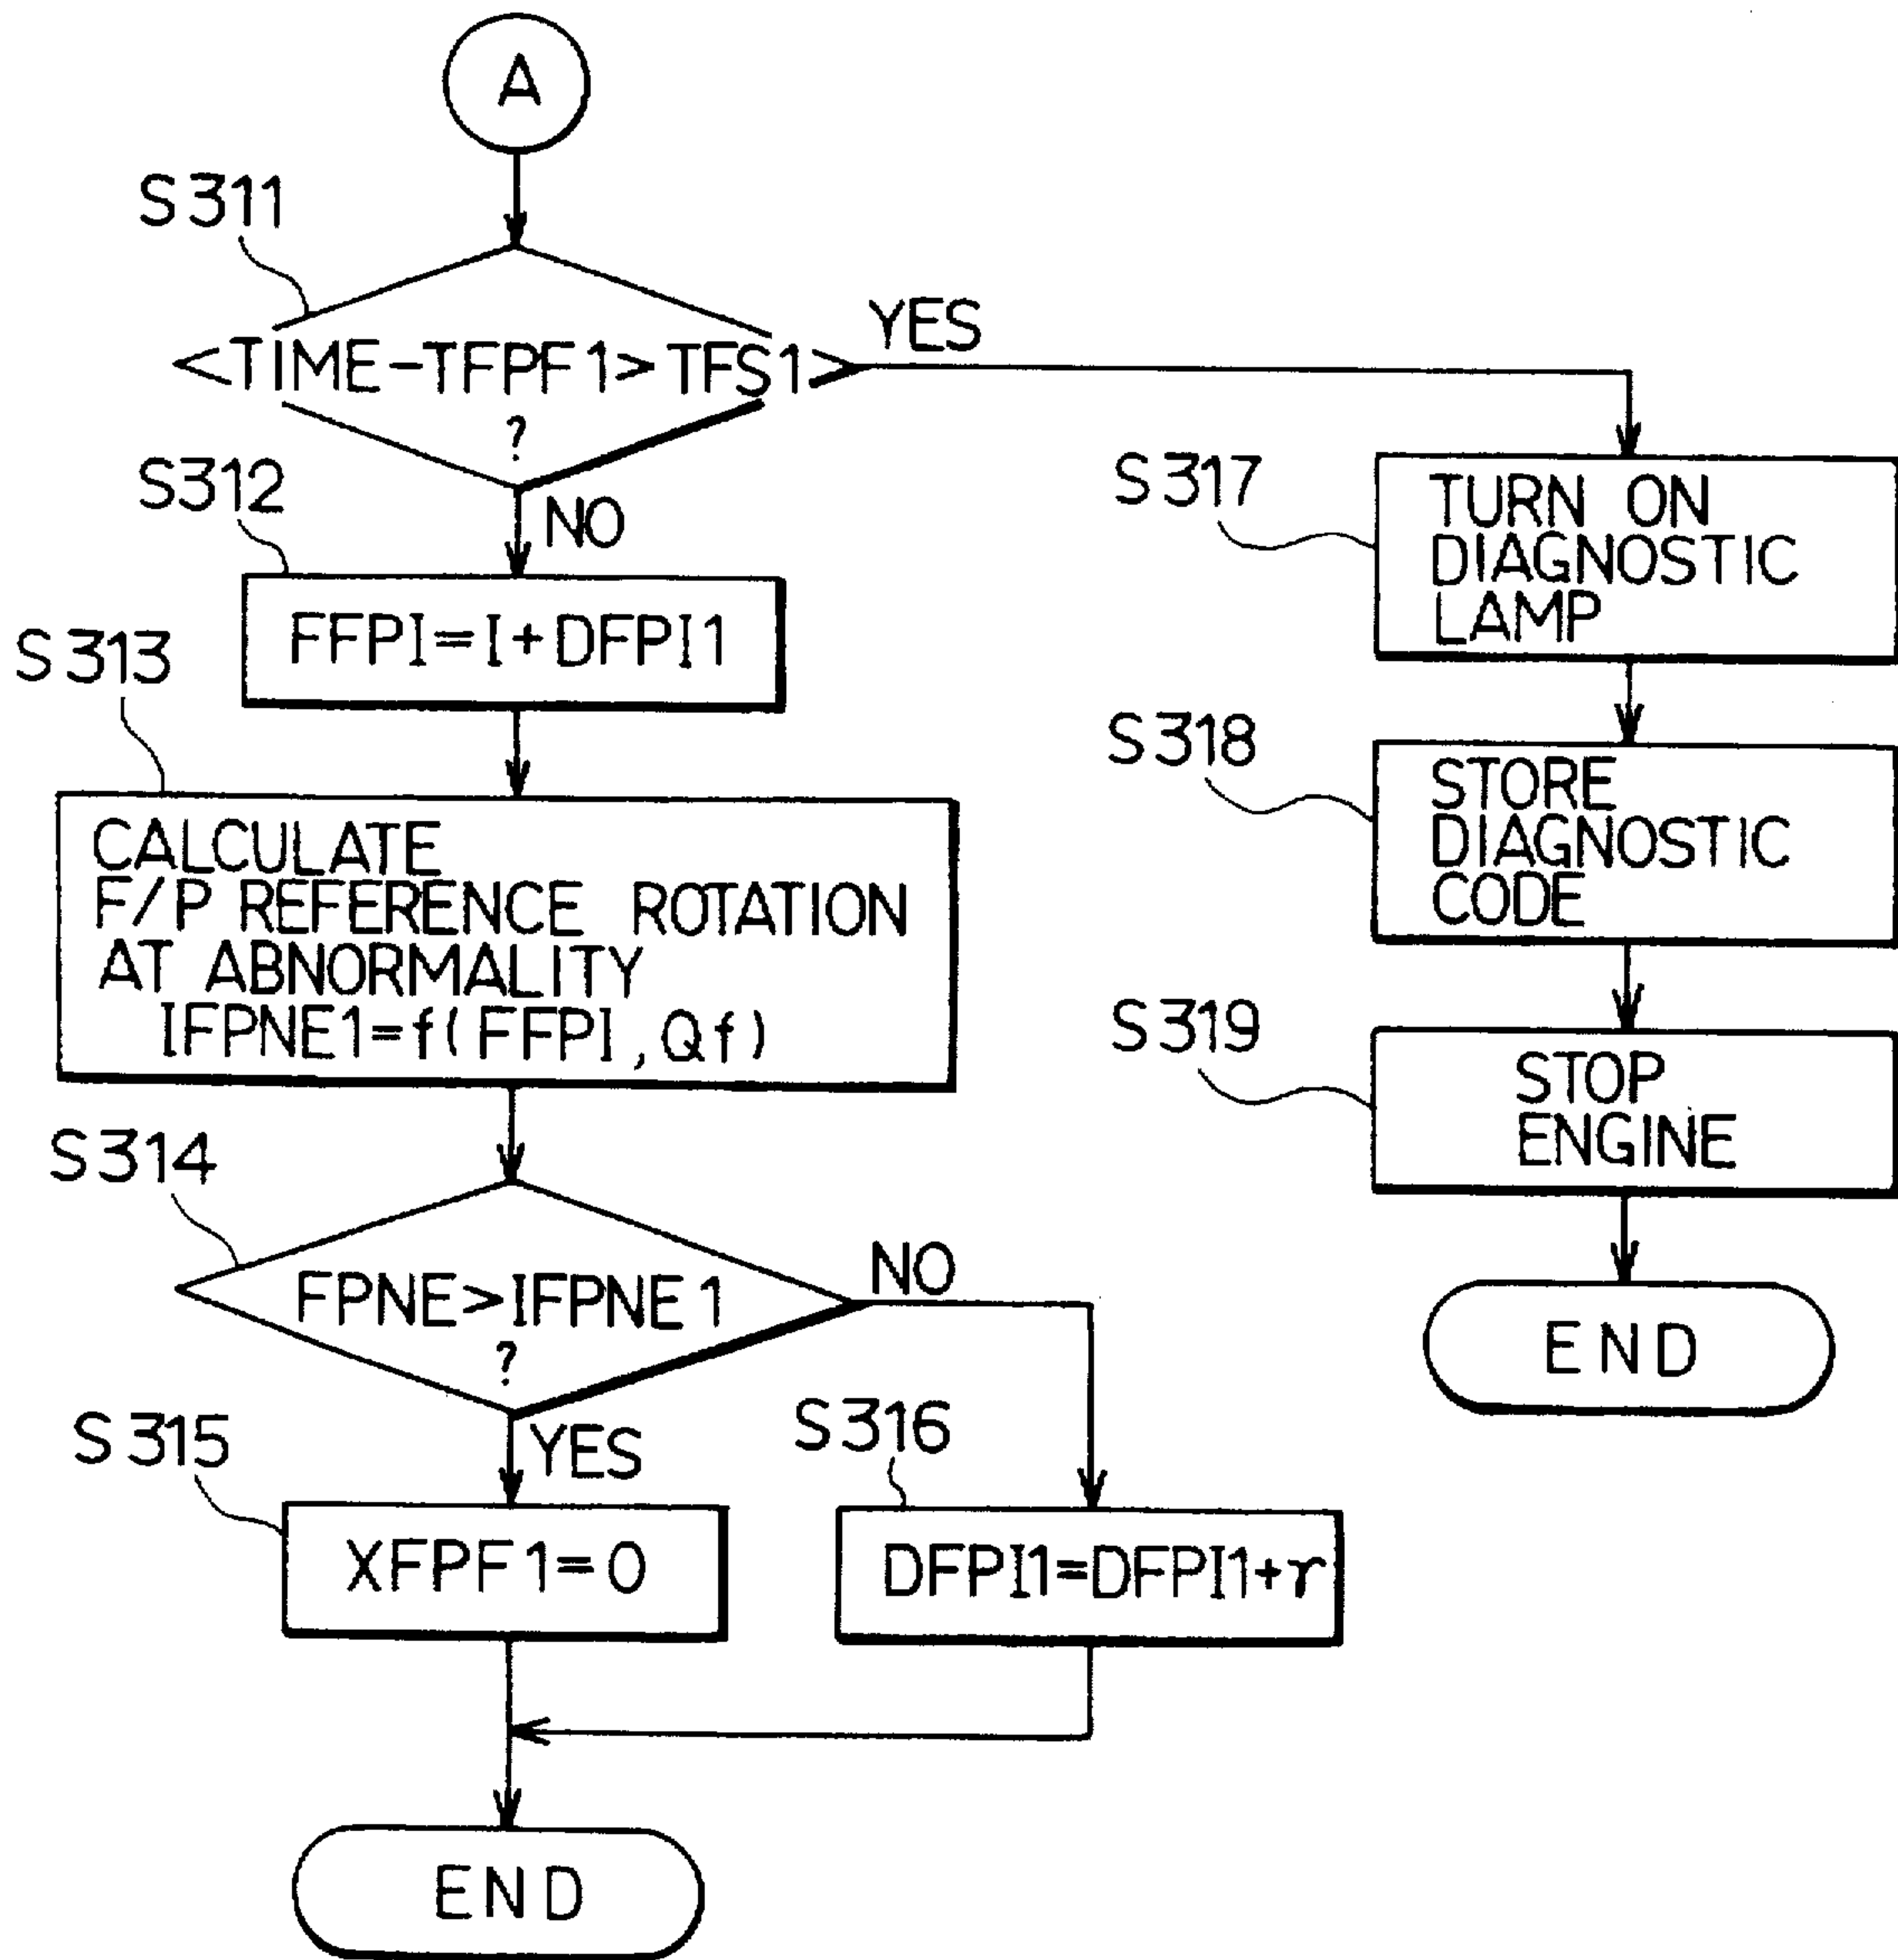 A
S311
<TIME-TFPF1>TFS1>
?
YES
NO
S312
FFPI=I+DFPI1
S313
CALCULATE
F/P REFERENCE ROTATION
AT ABNORMALITY
IFPNE1=f(FFPI,Qf)
S314
FPNE>IFPNE1
?
NO
YES
S315
XFPF1=0
S316
DFPI1=DFPI1+r
END
S317
TURN ON
DIAGNOSTIC
LAMP
S318
STORE
DIAGNOSTIC
CODE
S319
STOP
ENGINE
END